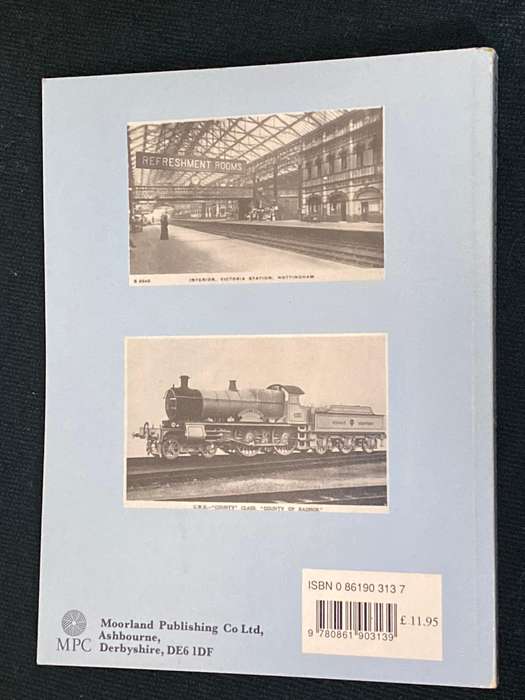 REFRESHMENT ROOMS
INTERIOR, VICTORIA STATION, NOTTINGHAM
G.W.R.—"COUNTY" CLASS "COUNTY OF RADNOR"
ISBN 0 86190 313 7
£ 11.95
9 780861 903139
MPC
Moorland Publishing Co Ltd,
Ashbourne,
Derbyshire, DE6 1DF